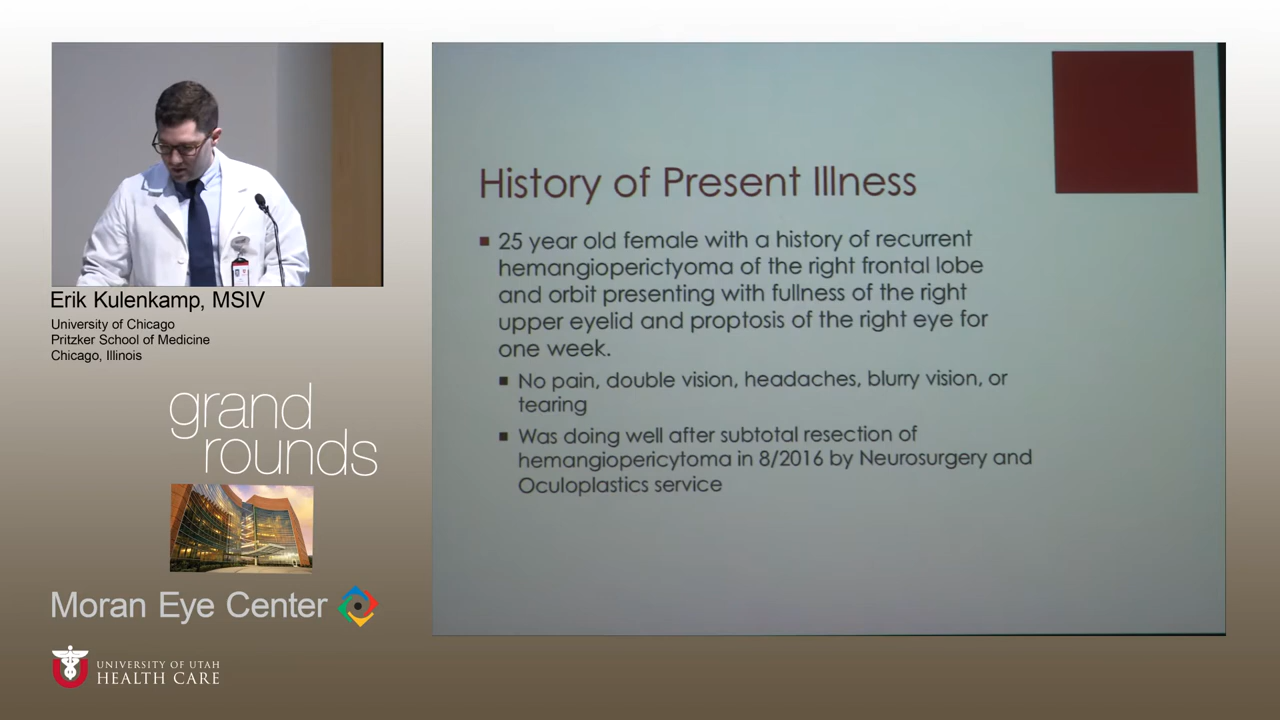 Erik Kulenkamp, MSIV
University of Chicago
Pritzker School of Medicine
Chicago, Illinois
grand
rounds
Moran Eye Center
UNIVERSITY OF UTAH
HEALTH CARE
History of Present Illness
25 year old female with a history of recurrent
hemangioperictyoma of the right frontal lobe
and orbit presenting with fullness of the right
upper eyelid and proptosis of the right eye for
one week.
No pain, double vision, headaches, blurry vision, or
tearing
Was doing well after subtotal resection of
hemangiopericytoma in 8/2016 by Neurosurgery and
Oculoplastics service